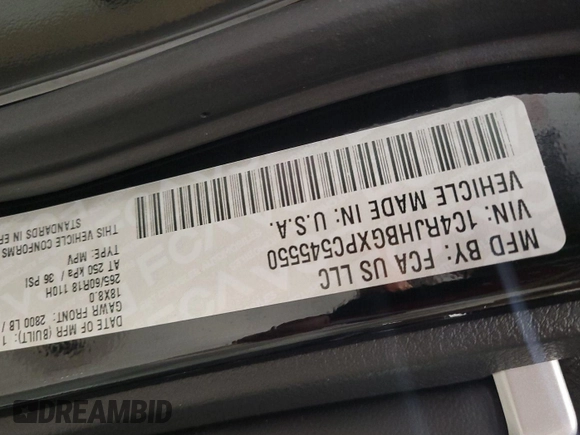 MFD BY: FCA US LLC
DATE OF MFR (BUILT): 1
GAWR FRONT: 2800 LB /
18X8.0
265/60R18 110H
AT 250 kPa / 36 PSI
TYPE: MPV
THIS VEHICLE CONFORMS
STANDARDS IN
VIN: 1C4RJHBGXPC545550
VEHICLE MADE IN: U.S.A.
DREAMBID